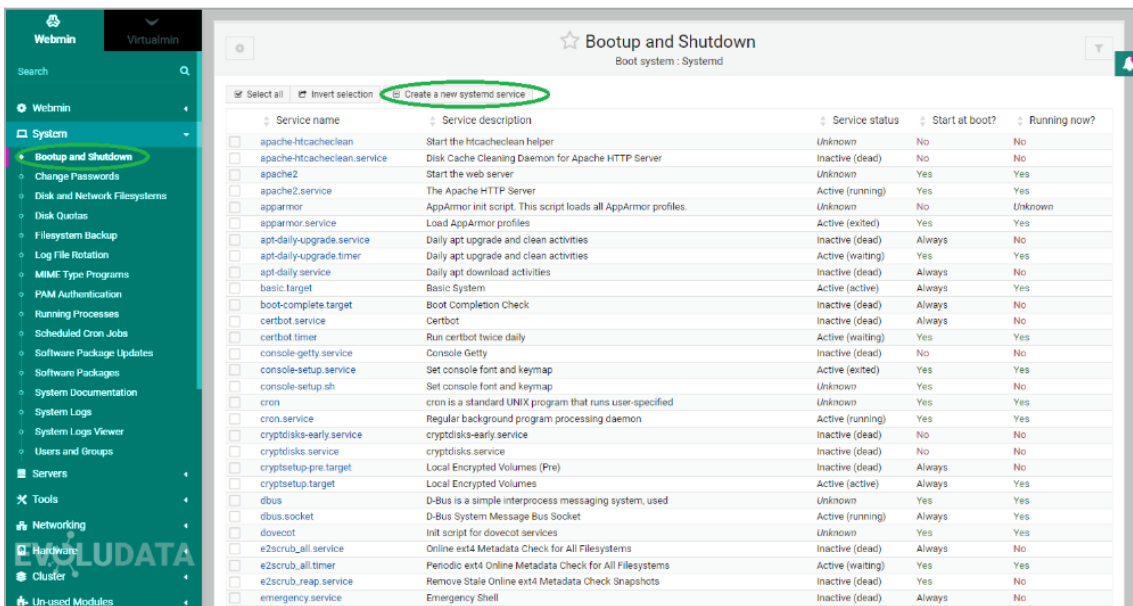 Webmin
Virtualmin
Search
Webmin
System
Bootup and Shutdown
Change Passwords
Disk and Network Filesystems
Disk Quotas
Filesystem Backup
Log File Rotation
MIME Type Programs
PAM Authentication
Running Processes
Scheduled Cron Jobs
Software Package Updates
Software Packages
System Documentation
System Logs
System Logs Viewer
Users and Groups
Servers
Tools
Networking
Hardware
EVOLUDATA
Cluster
Un-used Modules
Bootup and Shutdown
Boot system : Systemd
Select all Invert selection Create a new systemd service
Service name Service description Service status Start at boot? Running now?
apache-htcacheclean Start the htcacheclean helper Unknown No No
apache-htcacheclean.service Disk Cache Cleaning Daemon for Apache HTTP Server Inactive (dead) No No
apache2 Start the web server Unknown Yes Yes
apache2.service The Apache HTTP Server Active (running) Yes Yes
apparmor AppArmor init script. This script loads all AppArmor profiles. Unknown No Unknown
apparmor.service Load AppArmor profiles Active (exited) Yes Yes
apt-daily-upgrade.service Daily apt upgrade and clean activities Inactive (dead) Always No
apt-daily-upgrade.timer Daily apt upgrade and clean activities Active (waiting) Yes Yes
apt-daily.service Daily apt download activities Inactive (dead) Always No
basic.target Basic System Active (active) Always Yes
boot-complete.target Boot Completion Check Inactive (dead) Always No
certbot.service Certbot Inactive (dead) Always No
certbot.timer Run certbot twice daily Active (waiting) Yes Yes
console-getty.service Console Getty Inactive (dead) No No
console-setup.service Set console font and keymap Active (exited) Yes Yes
console-setup.sh Set console font and keymap Unknown Yes No
cron cron is a standard UNIX program that runs user-specified Unknown Yes Yes
cron.service Regular background program processing daemon Active (running) Yes Yes
cryptdisks-early.service cryptdisks-early.service Inactive (dead) No No
cryptdisks.service cryptdisks.service Inactive (dead) No No
cryptsetup-pre.target Local Encrypted Volumes (Pre) Inactive (dead) Always No
cryptsetup.target Local Encrypted Volumes Active (active) Always Yes
dbus D-Bus is a simple interprocess messaging system, used Unknown Yes Yes
dbus.socket D-Bus System Message Bus Socket Active (running) Always Yes
dovecot Init script for dovecot services Unknown Yes Yes
e2scrub_all.service Online ext4 Metadata Check for All Filesystems Inactive (dead) Always No
e2scrub_all.timer Periodic ext4 Online Metadata Check for All Filesystems Active (waiting) Yes Yes
e2scrub_reap.service Remove Stale Online ext4 Metadata Check Snapshots Inactive (dead) Yes No
emergency.service Emergency Shell Inactive (dead) Always No